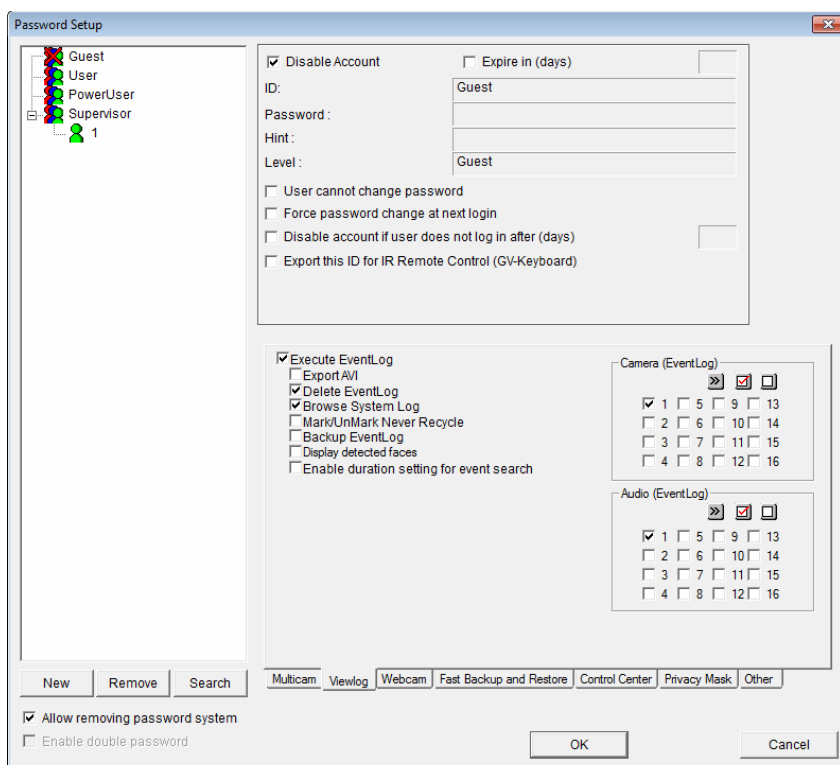 Password Setup
Guest
User
PowerUser
Supervisor
1
Disable Account Expire in (days)
ID: Guest
Password :
Hint :
Level : Guest
User cannot change password
Force password change at next login
Disable account if user does not log in after (days)
Export this ID for IR Remote Control (GV-Keyboard)
Execute EventLog
Export AVI
Delete EventLog
Browse System Log
Mark/UnMark Never Recycle
Backup EventLog
Display detected faces
Enable duration setting for event search
Camera (EventLog)
1 5 9 13
2 6 10 14
3 7 11 15
4 8 12 16
Audio (EventLog)
1 5 9 13
2 6 10 14
3 7 11 15
4 8 12 16
Multicam Viewlog Webcam Fast Backup and Restore Control Center Privacy Mask Other
New Remove Search
Allow removing password system
Enable double password
OK Cancel